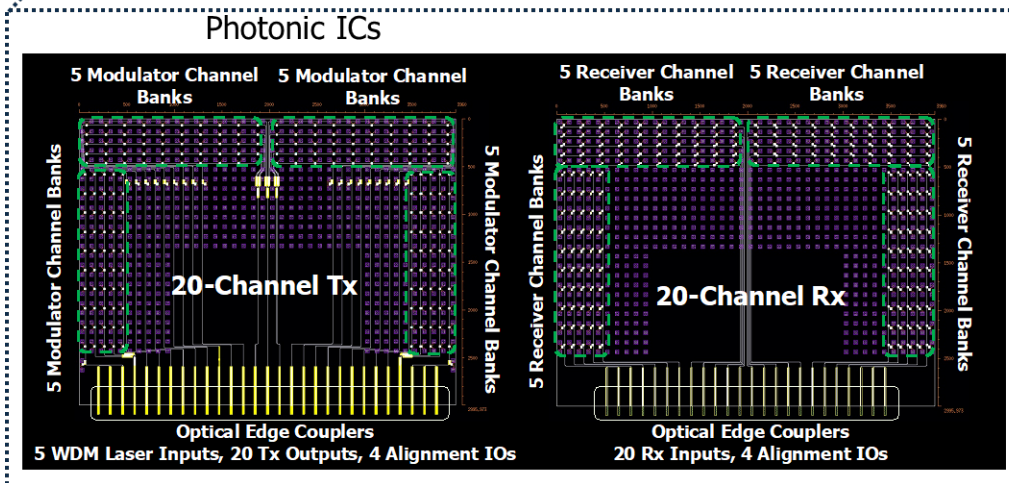 Photonic ICs
5 Modulator Channel
Banks
5 Modulator Channel
Banks
5 Modulator Channel Banks
5 Modulator Channel Banks
20-Channel Tx
Optical Edge Couplers
5 WDM Laser Inputs, 20 Tx Outputs, 4 Alignment IOs
5 Receiver Channel
Banks
5 Receiver Channel
Banks
5 Receiver Channel Banks
5 Receiver Channel Banks
20-Channel Rx
Optical Edge Couplers
20 Rx Inputs, 4 Alignment IOs